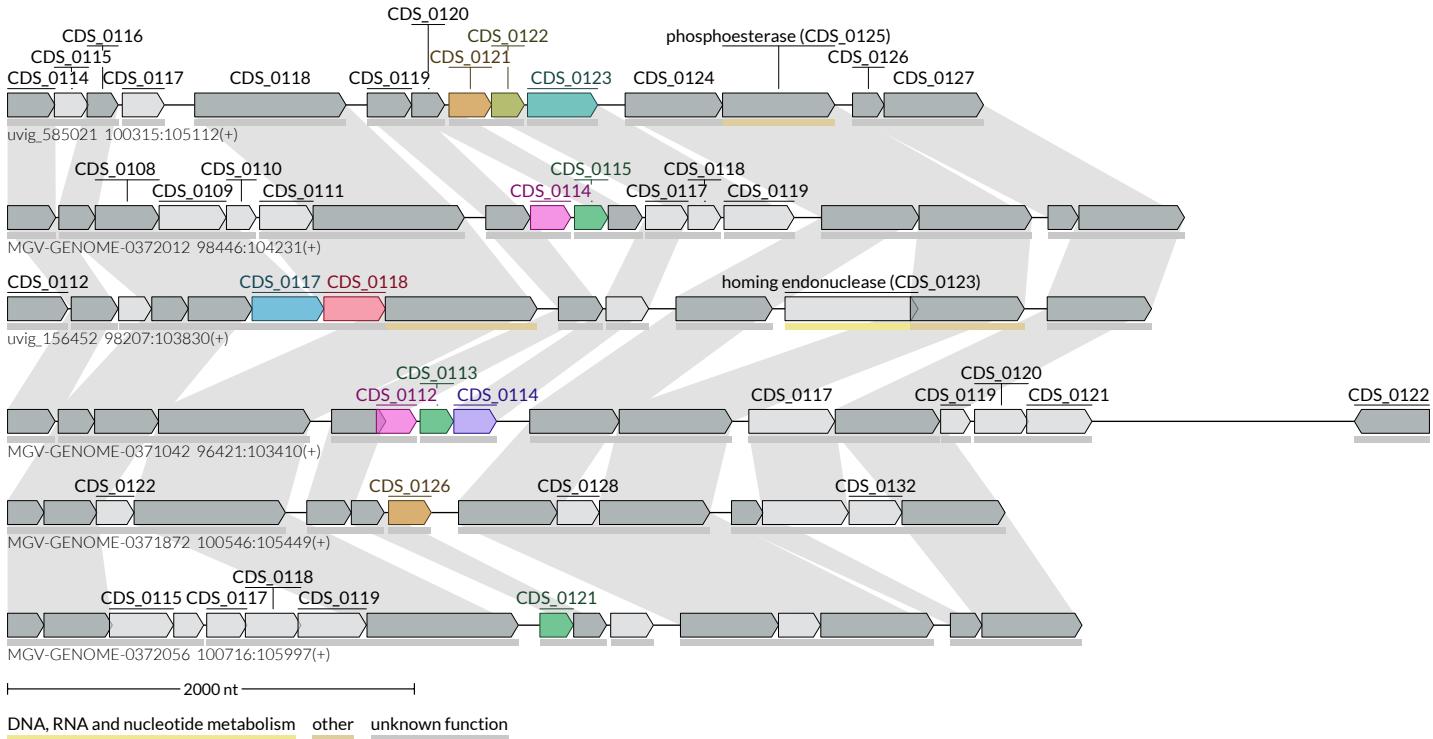 CDS_0120
CDS_0116 CDS_0122 phosphoesterase (CDS_0125)
CDS_0115 CDS_0121 CDS_0126
CDS_0114 CDS_0117 CDS_0118 CDS_0119 CDS_0123 CDS_0124 CDS_0127
uvig_585021 100315:105112(+)
CDS_0108 CDS_0110 CDS_0115 CDS_0118
CDS_0109 CDS_0111 CDS_0114 CDS_0117 CDS_0119
MGV-GENOME-0372012 98446:104231(+)
CDS_0112 CDS_0117 CDS_0118 homing endonuclease (CDS_0123)
uvig_156452 98207:103830(+)
CDS_0113 CDS_0120
CDS_0112 CDS_0114 CDS_0117 CDS_0119 CDS_0121 CDS_0122
MGV-GENOME-0371042 96421:103410(+)
CDS_0122 CDS_0126 CDS_0128 CDS_0132
MGV-GENOME-0371872 100546:105449(+)
CDS_0118
CDS_0115 CDS_0117 CDS_0119 CDS_0121
MGV-GENOME-0372056 100716:105997(+)
2000 nt
DNA, RNA and nucleotide metabolism other unknown function